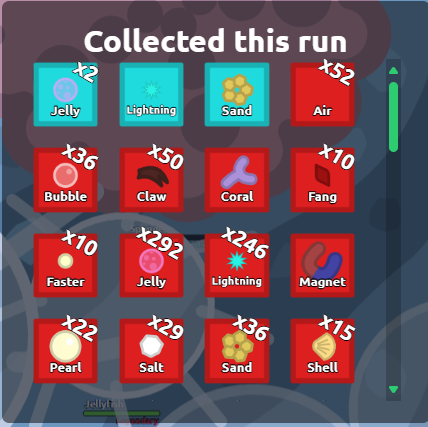 Collected this run
x2
Jelly
Lightning
Sand
x52
Air
x36
Bubble
x50
Claw
Coral
x10
Fang
x10
Faster
x292
Jelly
x246
Lightning
Magnet
x22
Pearl
x29
Salt
x36
Sand
x15
Shell
Jellyfish